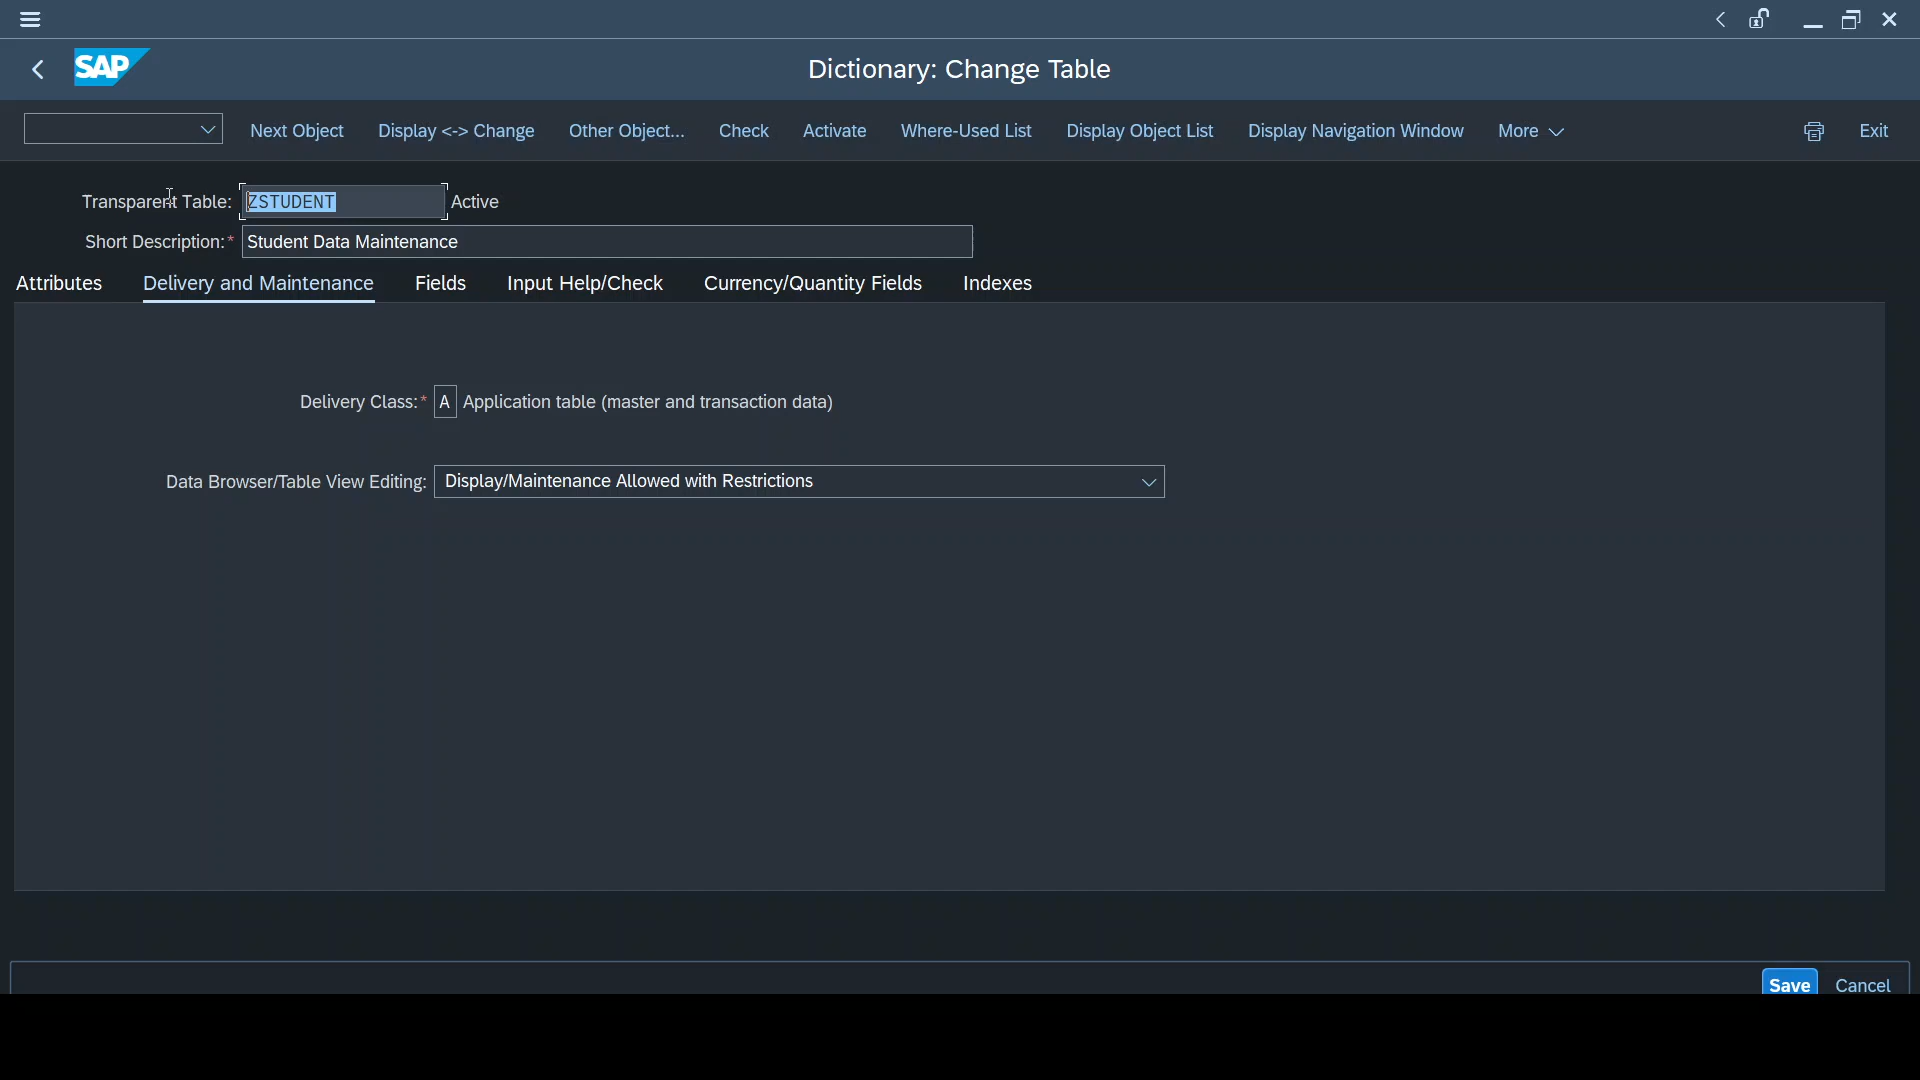 SAP
Dictionary: Change Table
Next Object Display <-> Change Other Object... Check Activate Where-Used List Display Object List Display Navigation Window More Exit
Transparent Table: ZSTUDENT Active
Short Description:* Student Data Maintenance
Attributes Delivery and Maintenance Fields Input Help/Check Currency/Quantity Fields Indexes
Delivery Class:* A Application table (master and transaction data)
Data Browser/Table View Editing: Display/Maintenance Allowed with Restrictions
Save Cancel